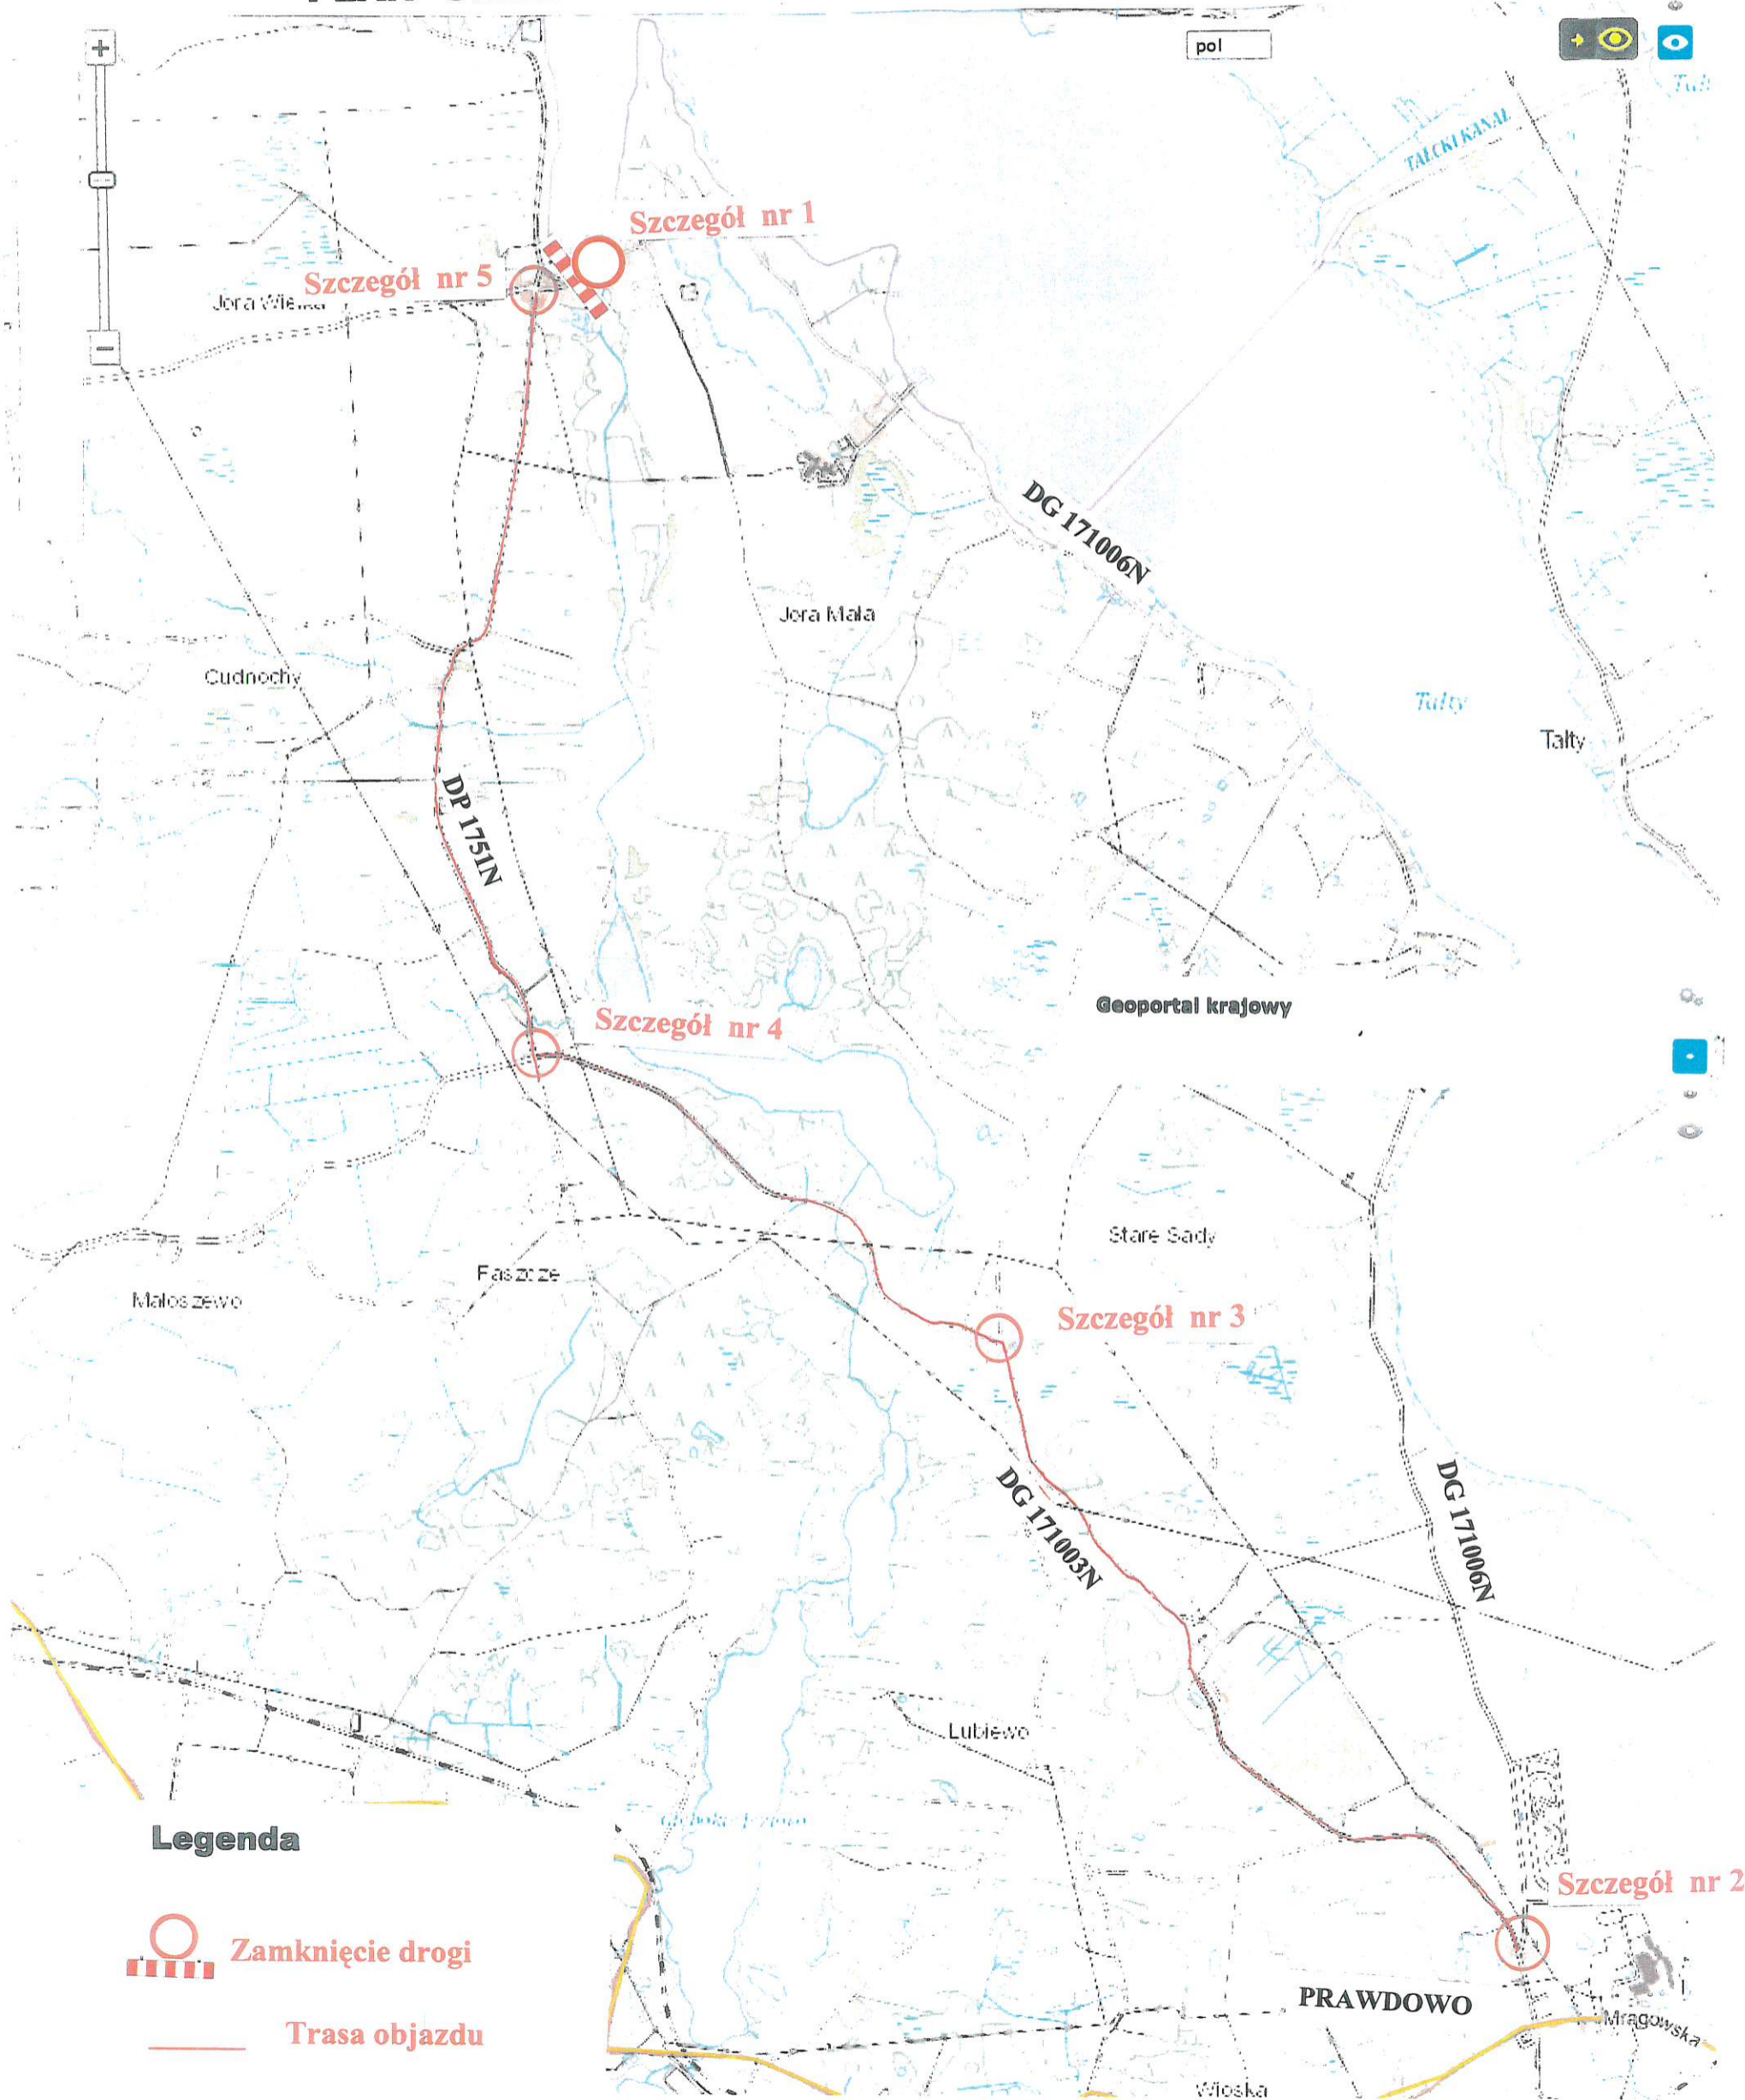 pol
TAŁCKI KANAŁ
Szczegół nr 1
Szczegół nr 5
Jora Wielka
DG 171006N
Jora Mała
Cudnochy
Tałty
Tałty
DP 1751N
Geoportal krajowy
Szczegół nr 4
Stare Sady
Faszcze
Małoszewo
Szczegół nr 3
DG 171003N
DG 171006N
Lubiewo
Legenda
Szczegół nr 2
Zamknięcie drogi
PRAWDOWO
Mrągowska
Trasa objazdu
Wioska